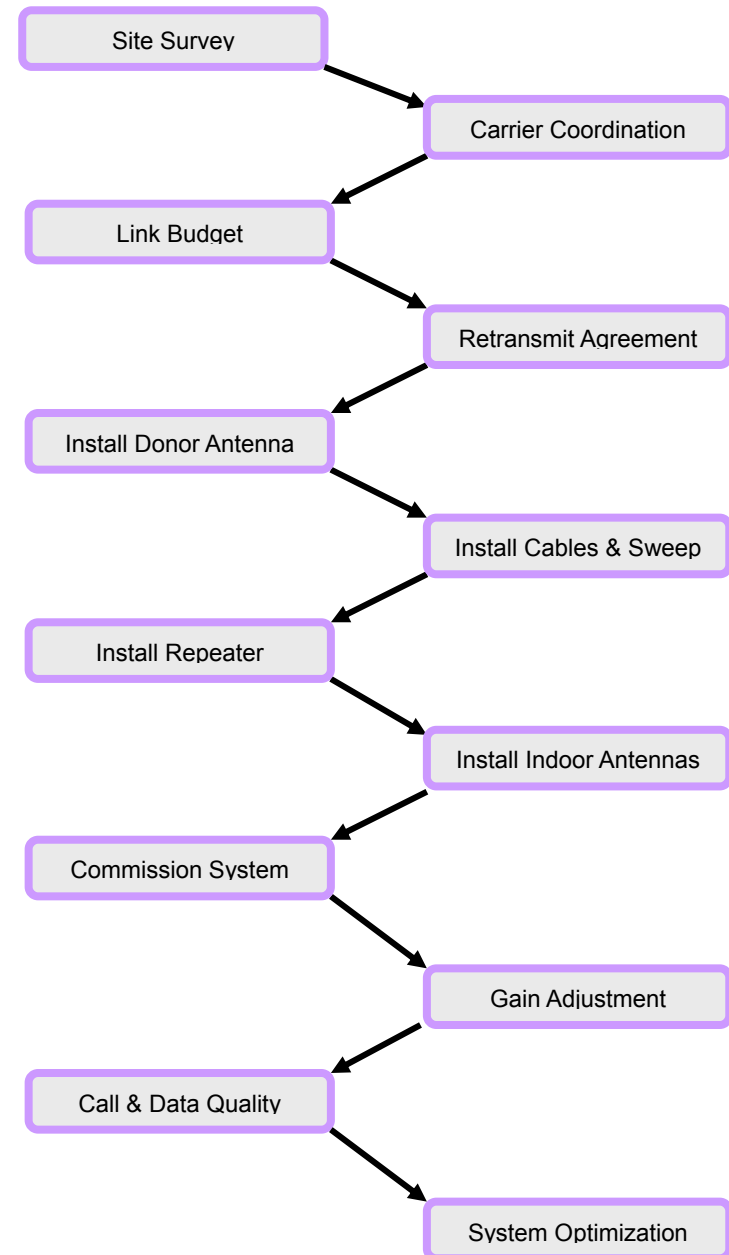 Site Survey
Carrier Coordination
Link Budget
Retransmit Agreement
Install Donor Antenna
Install Cables & Sweep
Install Repeater
Install Indoor Antennas
Commission System
Gain Adjustment
Call & Data Quality
System Optimization